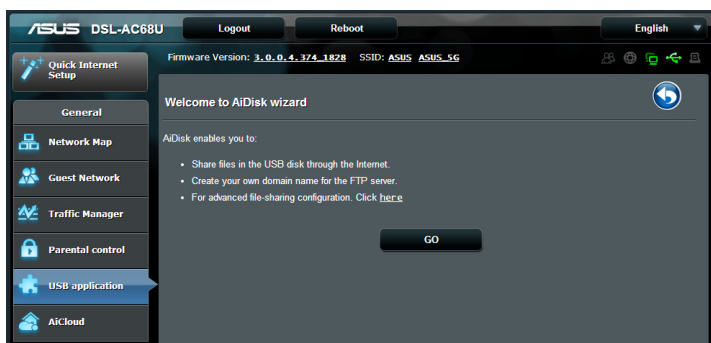 ASUS DSL-AC68U Logout Reboot English
Quick Internet Setup
Firmware Version: 3.0.0.4.374_1828 SSID: ASUS ASUS_5G
General
Network Map
Guest Network
Traffic Manager
Parental control
USB application
AiCloud
Welcome to AiDisk wizard
AiDisk enables you to:
• Share files in the USB disk through the Internet.
• Create your own domain name for the FTP server.
• For advanced file-sharing configuration. Click here
GO